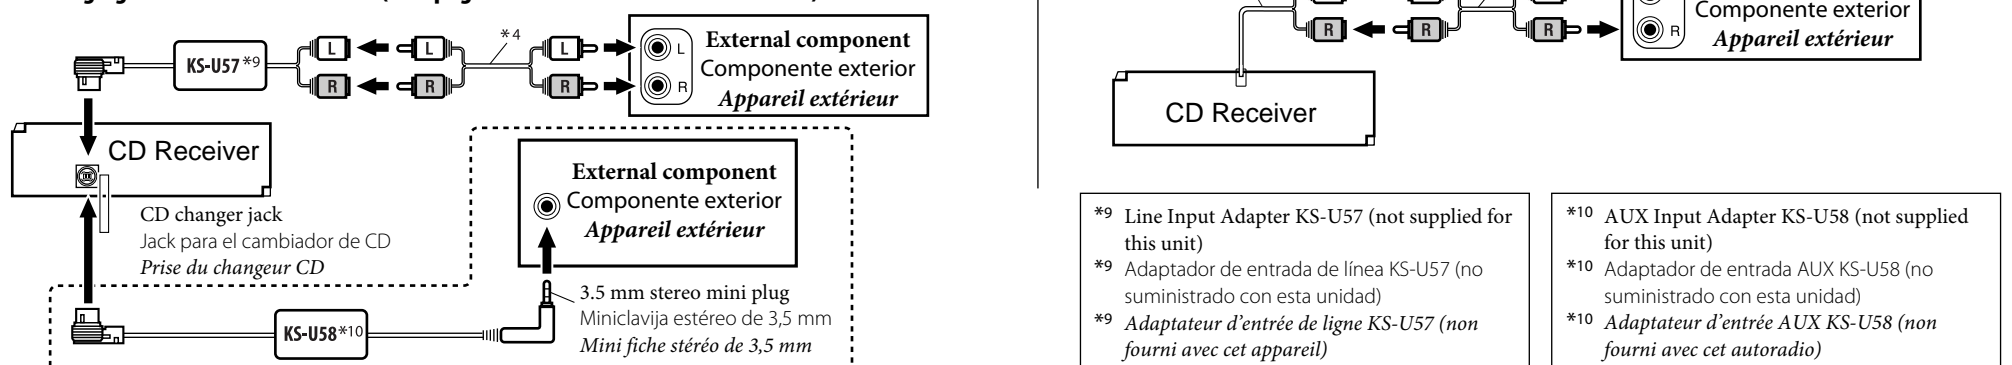 KS-U57 *9
L
L
*4
L
L
R
R
R
R
External component
Componente exterior
Appareil extérieur
CD Receiver
CD changer jack
Jack para el cambiador de CD
Prise du changeur CD
External component
Componente exterior
Appareil extérieur
3.5 mm stereo mini plug
Miniclavija estéreo de 3,5 mm
Mini fiche stéréo de 3,5 mm
KS-U58*10
R
R
R
R
Componente exterior
Appareil extérieur
CD Receiver
*9 Line Input Adapter KS-U57 (not supplied for
this unit)
*9 Adaptador de entrada de línea KS-U57 (no
suministrado con esta unidad)
*9 Adaptateur d'entrée de ligne KS-U57 (non
fourni avec cet appareil)
*10 AUX Input Adapter KS-U58 (not supplied
for this unit)
*10 Adaptador de entrada AUX KS-U58 (no
suministrado con esta unidad)
*10 Adaptateur d'entrée AUX KS-U58 (non
fourni avec cet autoradio)